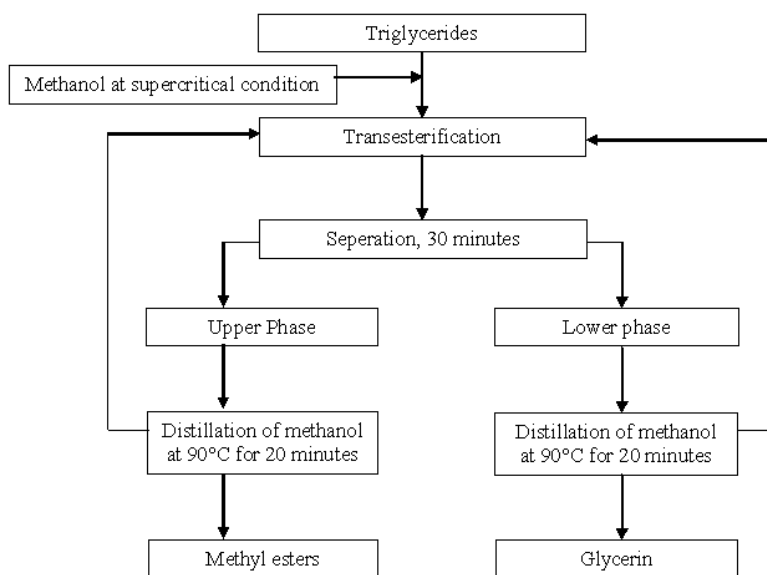 Triglycerides
Methanol at supercritical condition
Transesterification
Seperation, 30 minutes
Upper Phase
Lower phase
Distillation of methanol
at 90°C for 20 minutes
Distillation of methanol
at 90°C for 20 minutes
Methyl esters
Glycerin